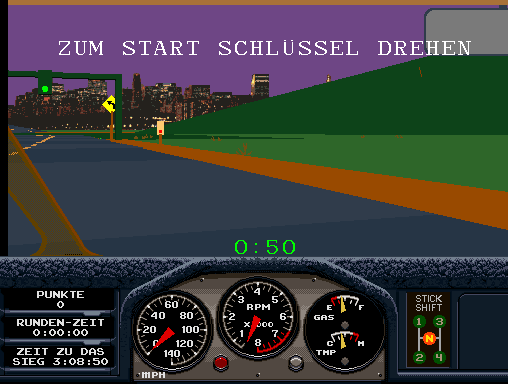 ZUM START SCHLÜSSEL DREHEN
0:50
PUNKTE
0
RUNDEN-ZEIT
0:00:00
ZEIT ZU DAS
SIEG 3:08:50
0 20 40 60 80 100 120 140
MPH
1 2 3 4 5 6 7 8
RPM
X1000
E F
GAS
C H
TMP
STICK
SHIFT
1 3
N
2 4